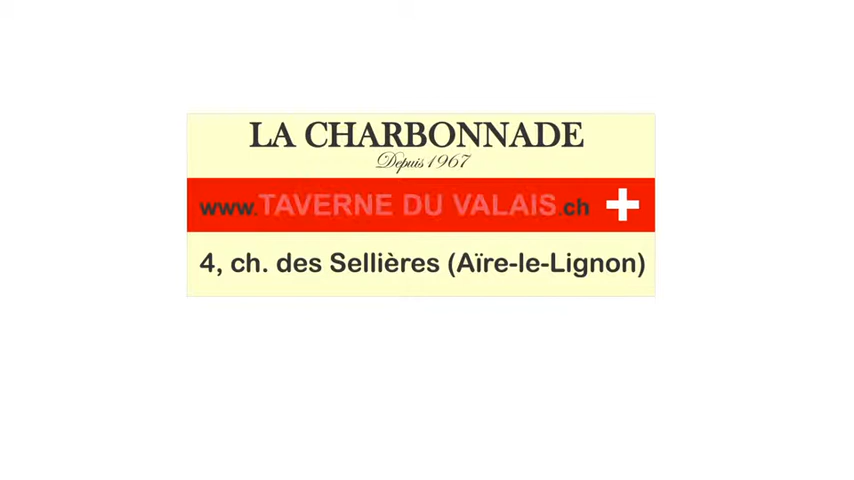 LA CHARBONNADE
Depuis 1967
www.TAVERNE DU VALAIS.ch
4, ch. des Sellières (Aïre-le-Lignon)